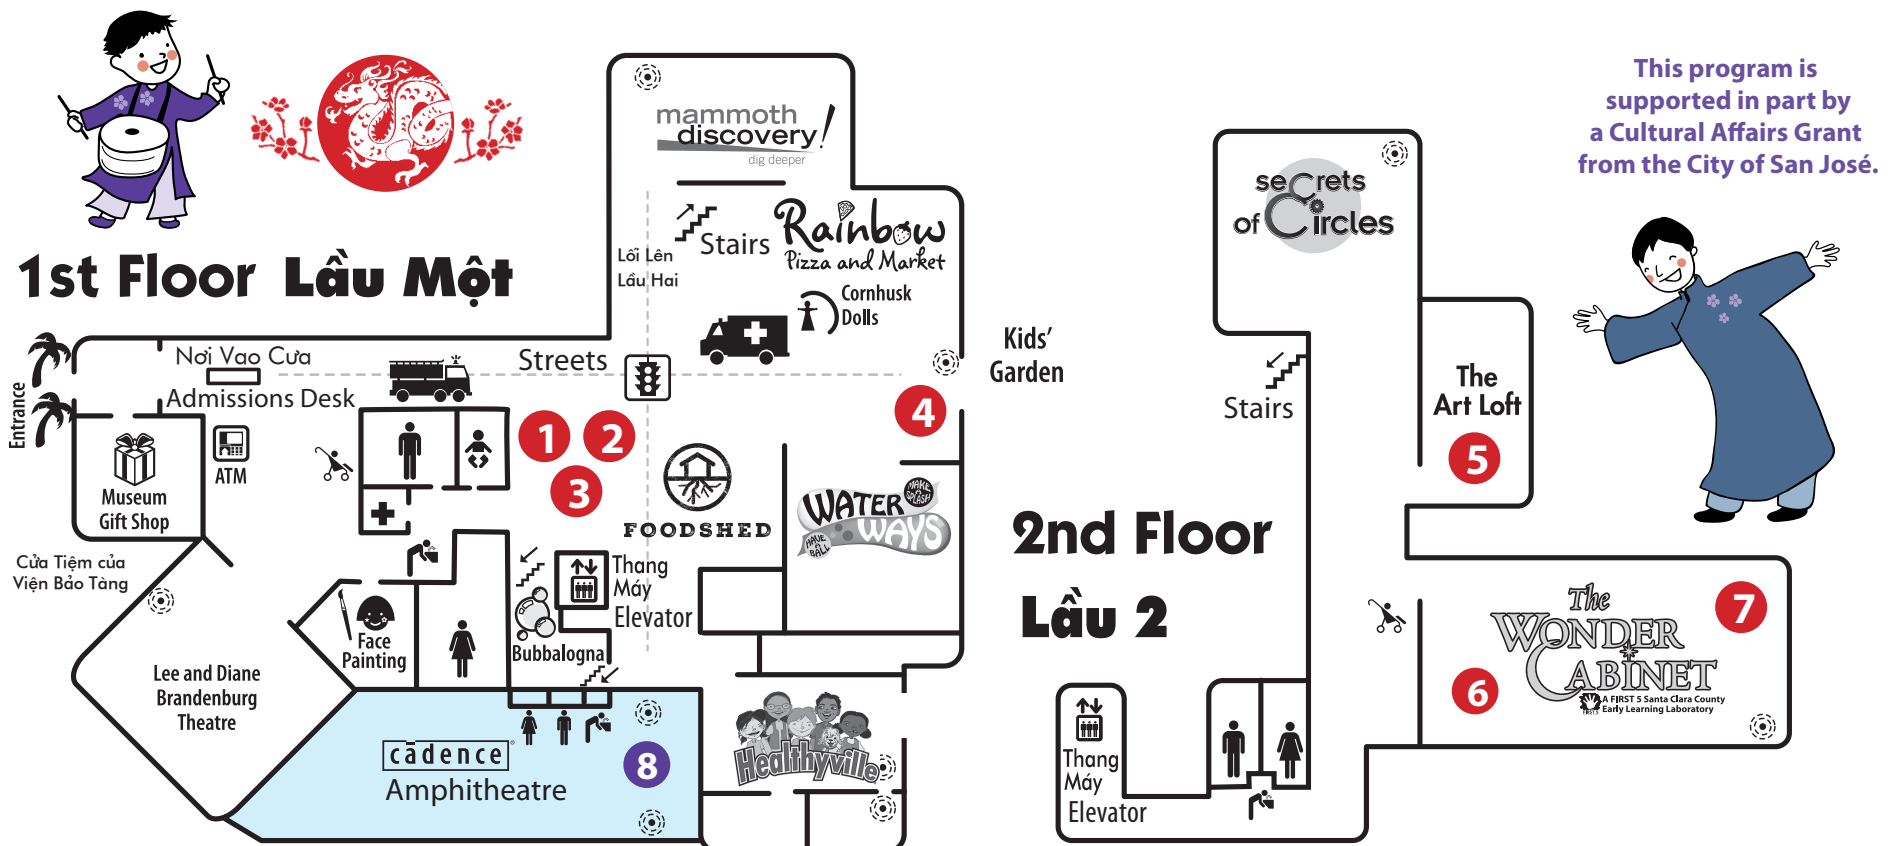 This program is
supported in part by
a Cultural Affairs Grant
from the City of San José.
1st Floor Lầu Một
mammoth
discovery!
dig deeper
Lối Lên
Lầu Hai
Stairs
Rainbow
Pizza and Market
Cornhusk
Dolls
Kids'
Garden
Entrance
Nơi Vao Cưa
Admissions Desk
Streets
ATM
Museum
Gift Shop
Cửa Tiệm của
Viện Bảo Tàng
1
2
3
4
FOODSHED
WATER
WAYS
MAKE
A
SPLASH
HAVE
A
BALL
Thang
Máy
Elevator
Bubbalogna
Face
Painting
Lee and Diane
Brandenburg
Theatre
cādence
Amphitheatre
8
Healthyville
2nd Floor
Lầu 2
secrets
of Circles
Stairs
The
Art Loft
5
The
WONDER
CABINET
A FIRST 5 Santa Clara County
Early Learning Laboratory
FIRST 5
6
7
Thang
Máy
Elevator